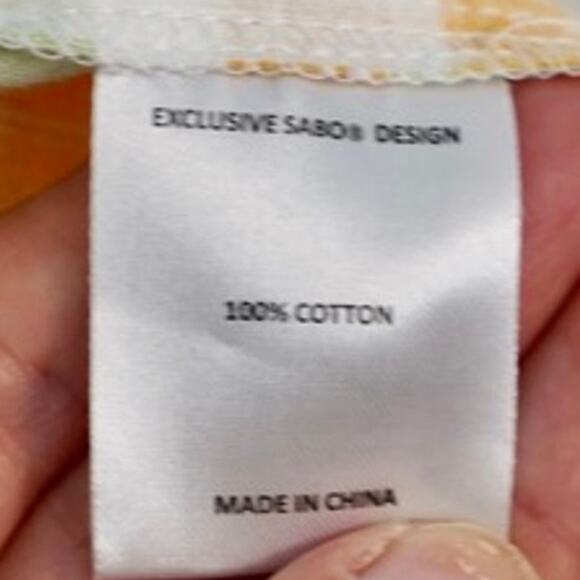 EXCLUSIVE SABO® DESIGN
100% COTTON
MADE IN CHINA